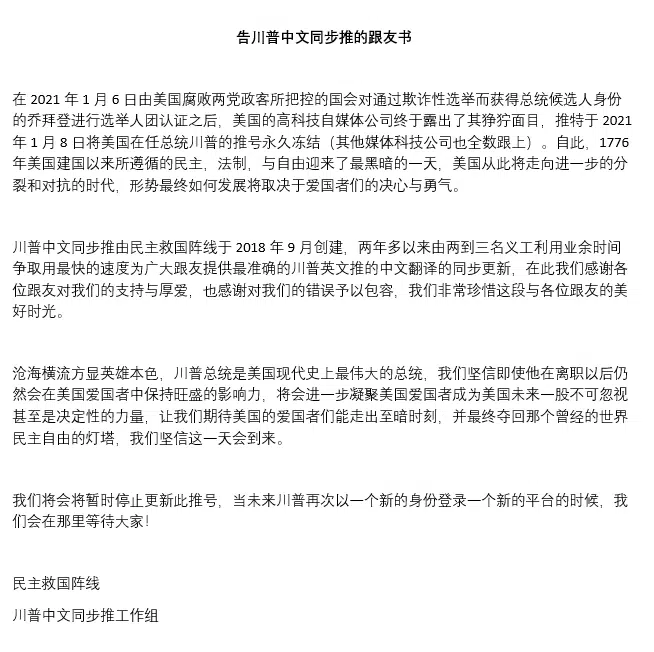 告川普中文同步推的跟友书
在 2021 年 1 月 6 日由美国腐败两党政客所把控的国会对通过欺诈性选举而获得总统候选人身份
的乔拜登进行选举人团认证之后，美国的高科技自媒体公司终于露出了其狰狞面目，推特于 2021
年 1 月 8 日将美国在任总统川普的推号永久冻结（其他媒体科技公司也全数跟上）。自此，1776
年美国建国以来所遵循的民主，法制，与自由迎来了最黑暗的一天，美国从此将走向进一步的分
裂和对抗的时代，形势最终如何发展将取决于爱国者们的决心与勇气。
川普中文同步推由民主救国阵线于 2018 年 9 月创建，两年多以来由两到三名义工利用业余时间
争取用最快的速度为广大跟友提供最准确的川普英文推的中文翻译的同步更新，在此我们感谢各
位跟友对我们的支持与厚爱，也感谢对我们的错误予以包容，我们非常珍惜这段与各位跟友的美
好时光。
沧海横流方显英雄本色，川普总统是美国现代史上最伟大的总统，我们坚信即使他在离职以后仍
然会在美国爱国者中保持旺盛的影响力，将会进一步凝聚美国爱国者成为美国未来一股不可忽视
甚至是决定性的力量，让我们期待美国的爱国者们能走出至暗时刻，并最终夺回那个曾经的世界
民主自由的灯塔，我们坚信这一天会到来。
我们将会将暂时停止更新此推号，当未来川普再次以一个新的身份登录一个新的平台的时候，我
们会在那里等待大家！
民主救国阵线
川普中文同步推工作组